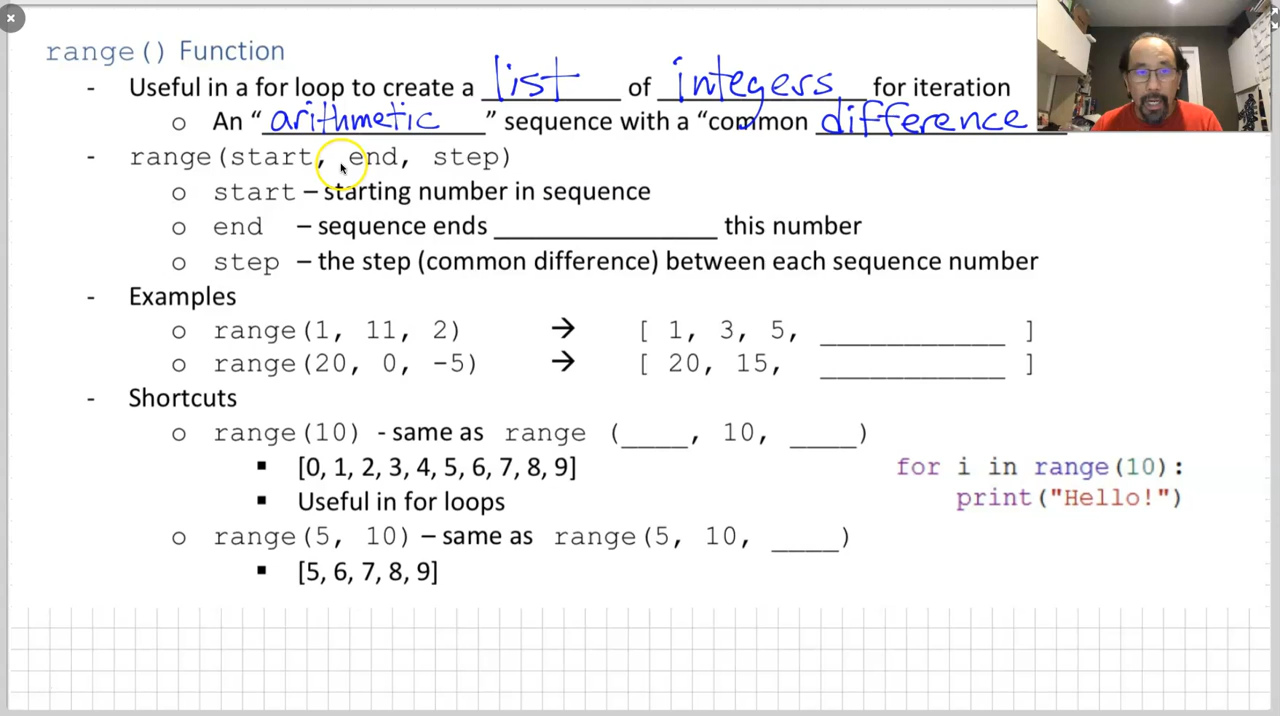 range() Function
- Useful in a for loop to create a list of integers for iteration
o An “arithmetic” sequence with a “common difference
- range(start, end, step)
o start – starting number in sequence
o end – sequence ends ________________ this number
o step – the step (common difference) between each sequence number
- Examples
o range(1, 11, 2) → [ 1, 3, 5, ___________ ]
o range(20, 0, -5) → [ 20, 15, ___________ ]
- Shortcuts
o range(10) - same as range (____, 10, ____)
▪ [0, 1, 2, 3, 4, 5, 6, 7, 8, 9]
for i in range(10):
▪ Useful in for loops
print("Hello!")
o range(5, 10) – same as range(5, 10, ____)
▪ [5, 6, 7, 8, 9]